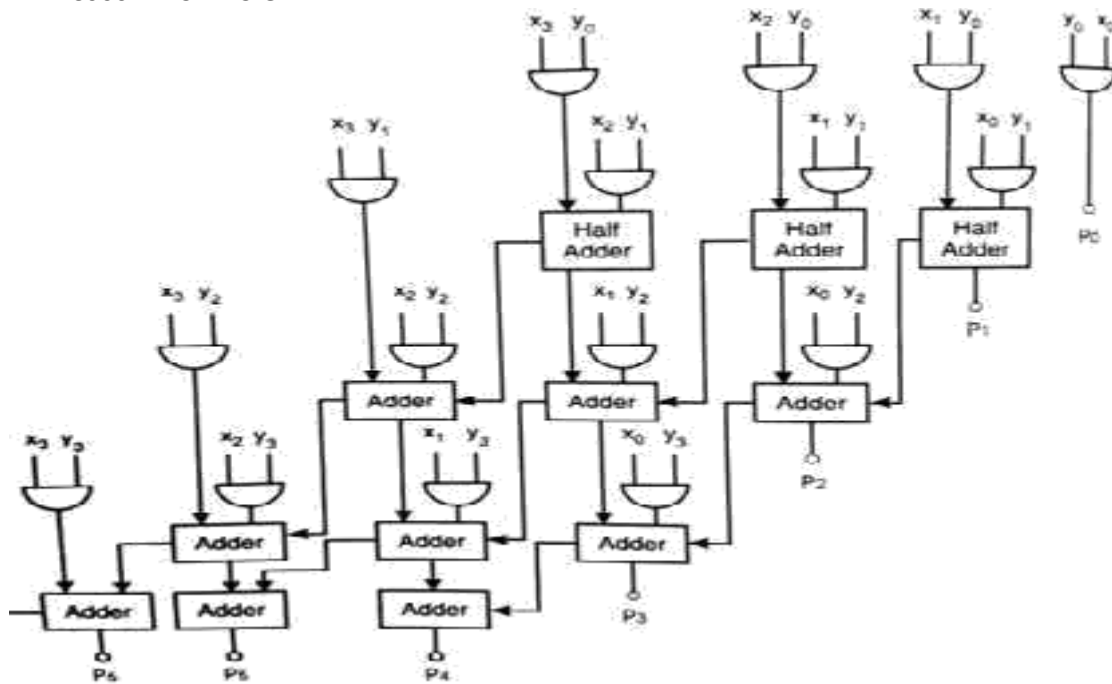 x₃ y₀ x₂ y₀ x₁ y₀ y₀ x₀
x₃ y₁ x₂ y₁ x₁ y₁ x₀ y₁
Half Adder Half Adder Half Adder P₀
x₃ y₂ x₂ y₂ x₁ y₂ x₀ y₂ P₁
Adder Adder Adder
x₃ y₃ x₂ y₃ x₁ y₃ x₀ y₃ P₂
Adder Adder Adder
Adder Adder Adder P₃
P₄